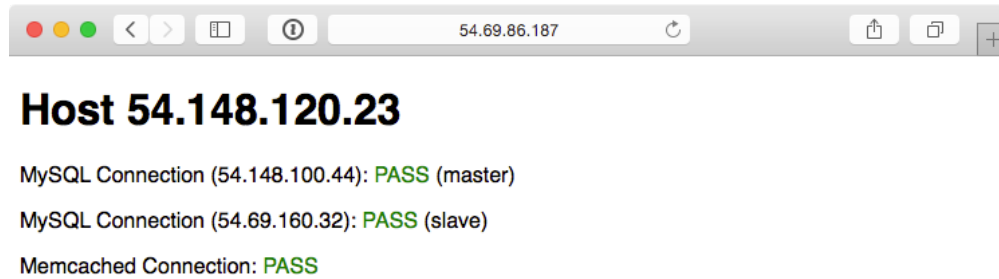 54.69.86.187
Host 54.148.120.23
MySQL Connection (54.148.100.44): PASS (master)
MySQL Connection (54.69.160.32): PASS (slave)
Memcached Connection: PASS